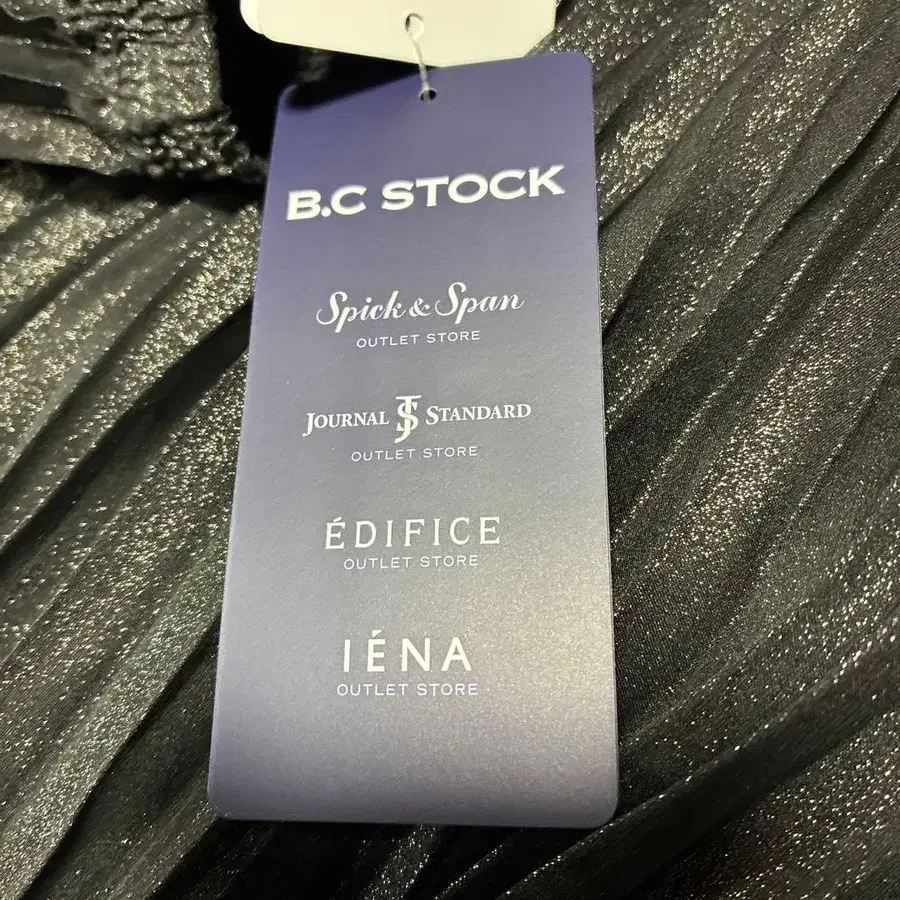 B.C STOCK
Spick & Span
OUTLET STORE
JOURNAL JS STANDARD
OUTLET STORE
ÉDIFICE
OUTLET STORE
IÉNA
OUTLET STORE